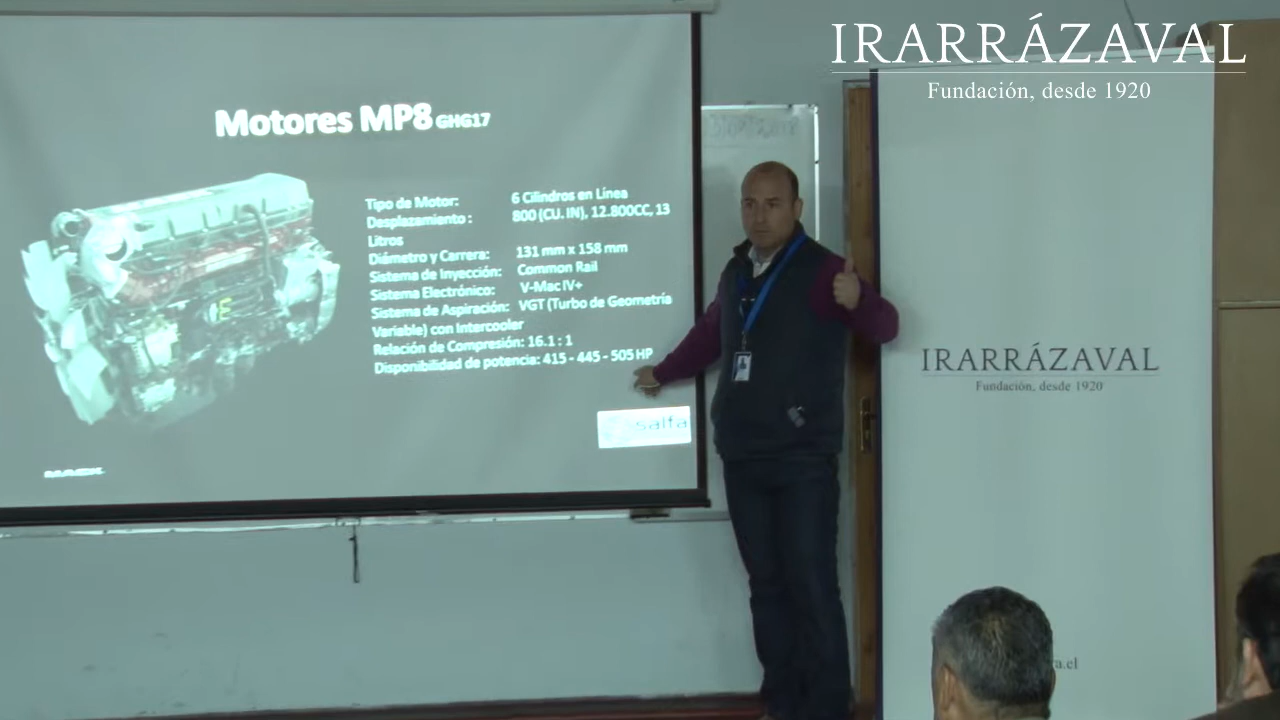 IRARRÁZAVAL
Fundación, desde 1920
Motores MP8 GHG17
Tipo de Motor: 6 Cilindros en Línea
Desplazamiento : 800 (CU. IN), 12.800CC, 13
Litros
Diámetro y Carrera: 131 mm x 158 mm
Sistema de Inyección: Common Rail
Sistema Electrónico: V-Mac IV+
Sistema de Aspiración: VGT (Turbo de Geometría
Variable) con Intercooler
Relación de Compresión: 16.1 : 1
Disponibilidad de potencia: 415 - 445 - 505 HP
salfa
IRARRÁZAVAL
Fundación, desde 1920